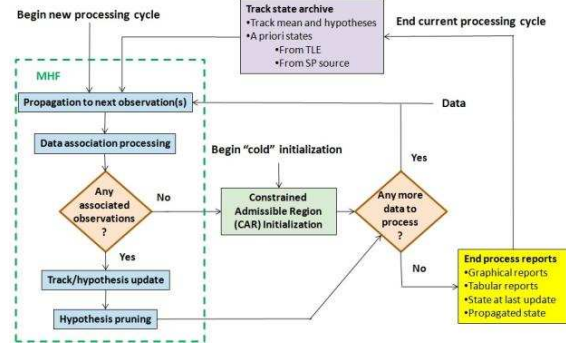 Begin new processing cycle
Track state archive
•Track mean and hypotheses
•A priori states
•From TLE
•From SP source
End current processing cycle
MHF
Propagation to next observation(s)
Data
Data association processing
Begin "cold" initialization
Yes
Any
associated
observations
?
No
Constrained
Admissible Region
(CAR) Initialization
Any more
data to
process
?
Yes
No
Track/hypothesis update
Hypothesis pruning
End process reports
•Graphical reports
•Tabular reports
•State at last update
•Propagated state